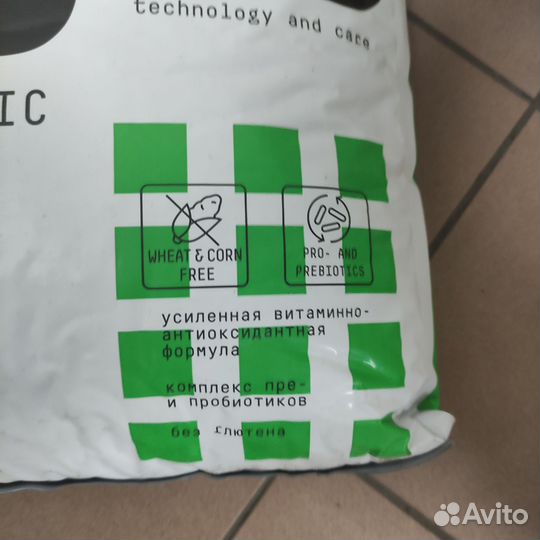 technology and care
IC
WHEAT & CORN
FREE
PRO- AND
PREBIOTICS
усиленная витаминно-
антиоксидантная
формула
комплекс пре-
и пробиотиков
без глютена
Avito